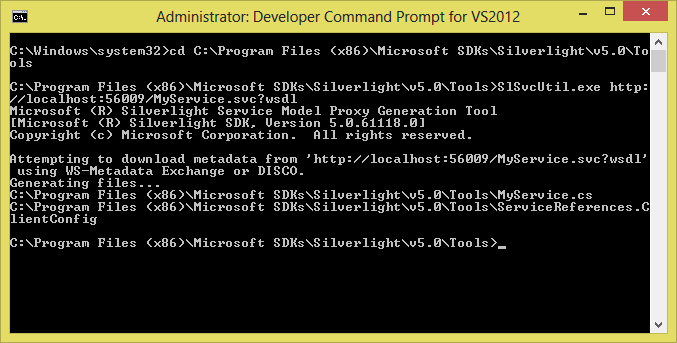 Administrator: Developer Command Prompt for VS2012
C:\Windows\system32>cd C:\Program Files (x86)\Microsoft SDKs\Silverlight\v5.0\To
ols
C:\Program Files (x86)\Microsoft SDKs\Silverlight\v5.0\Tools>SlSvcUtil.exe http:
//localhost:56009/MyService.svc?wsdl
Microsoft (R) Silverlight Service Model Proxy Generation Tool
[Microsoft (R) Silverlight SDK, Version 5.0.61118.0]
Copyright (c) Microsoft Corporation.  All rights reserved.
Attempting to download metadata from 'http://localhost:56009/MyService.svc?wsdl'
 using WS-Metadata Exchange or DISCO.
Generating files...
C:\Program Files (x86)\Microsoft SDKs\Silverlight\v5.0\Tools\MyService.cs
C:\Program Files (x86)\Microsoft SDKs\Silverlight\v5.0\Tools\ServiceReferences.C
lientConfig
C:\Program Files (x86)\Microsoft SDKs\Silverlight\v5.0\Tools>_